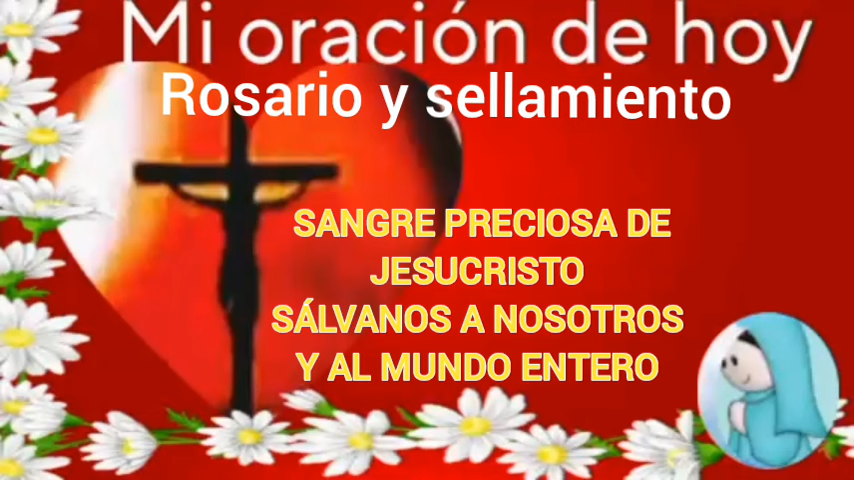 Mi oración de hoy
Rosario y sellamiento
SANGRE PRECIOSA DE
JESUCRISTO
SÁLVANOS A NOSOTROS
Y AL MUNDO ENTERO